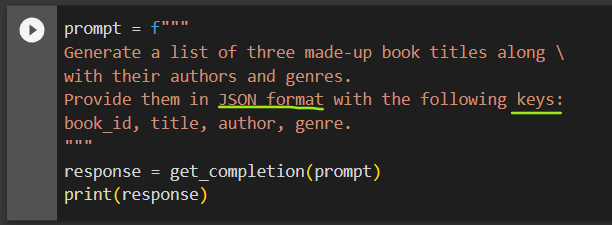 prompt = f"""
Generate a list of three made-up book titles along \
with their authors and genres.
Provide them in JSON format with the following keys:
book_id, title, author, genre.
"""
response = get_completion(prompt)
print(response)